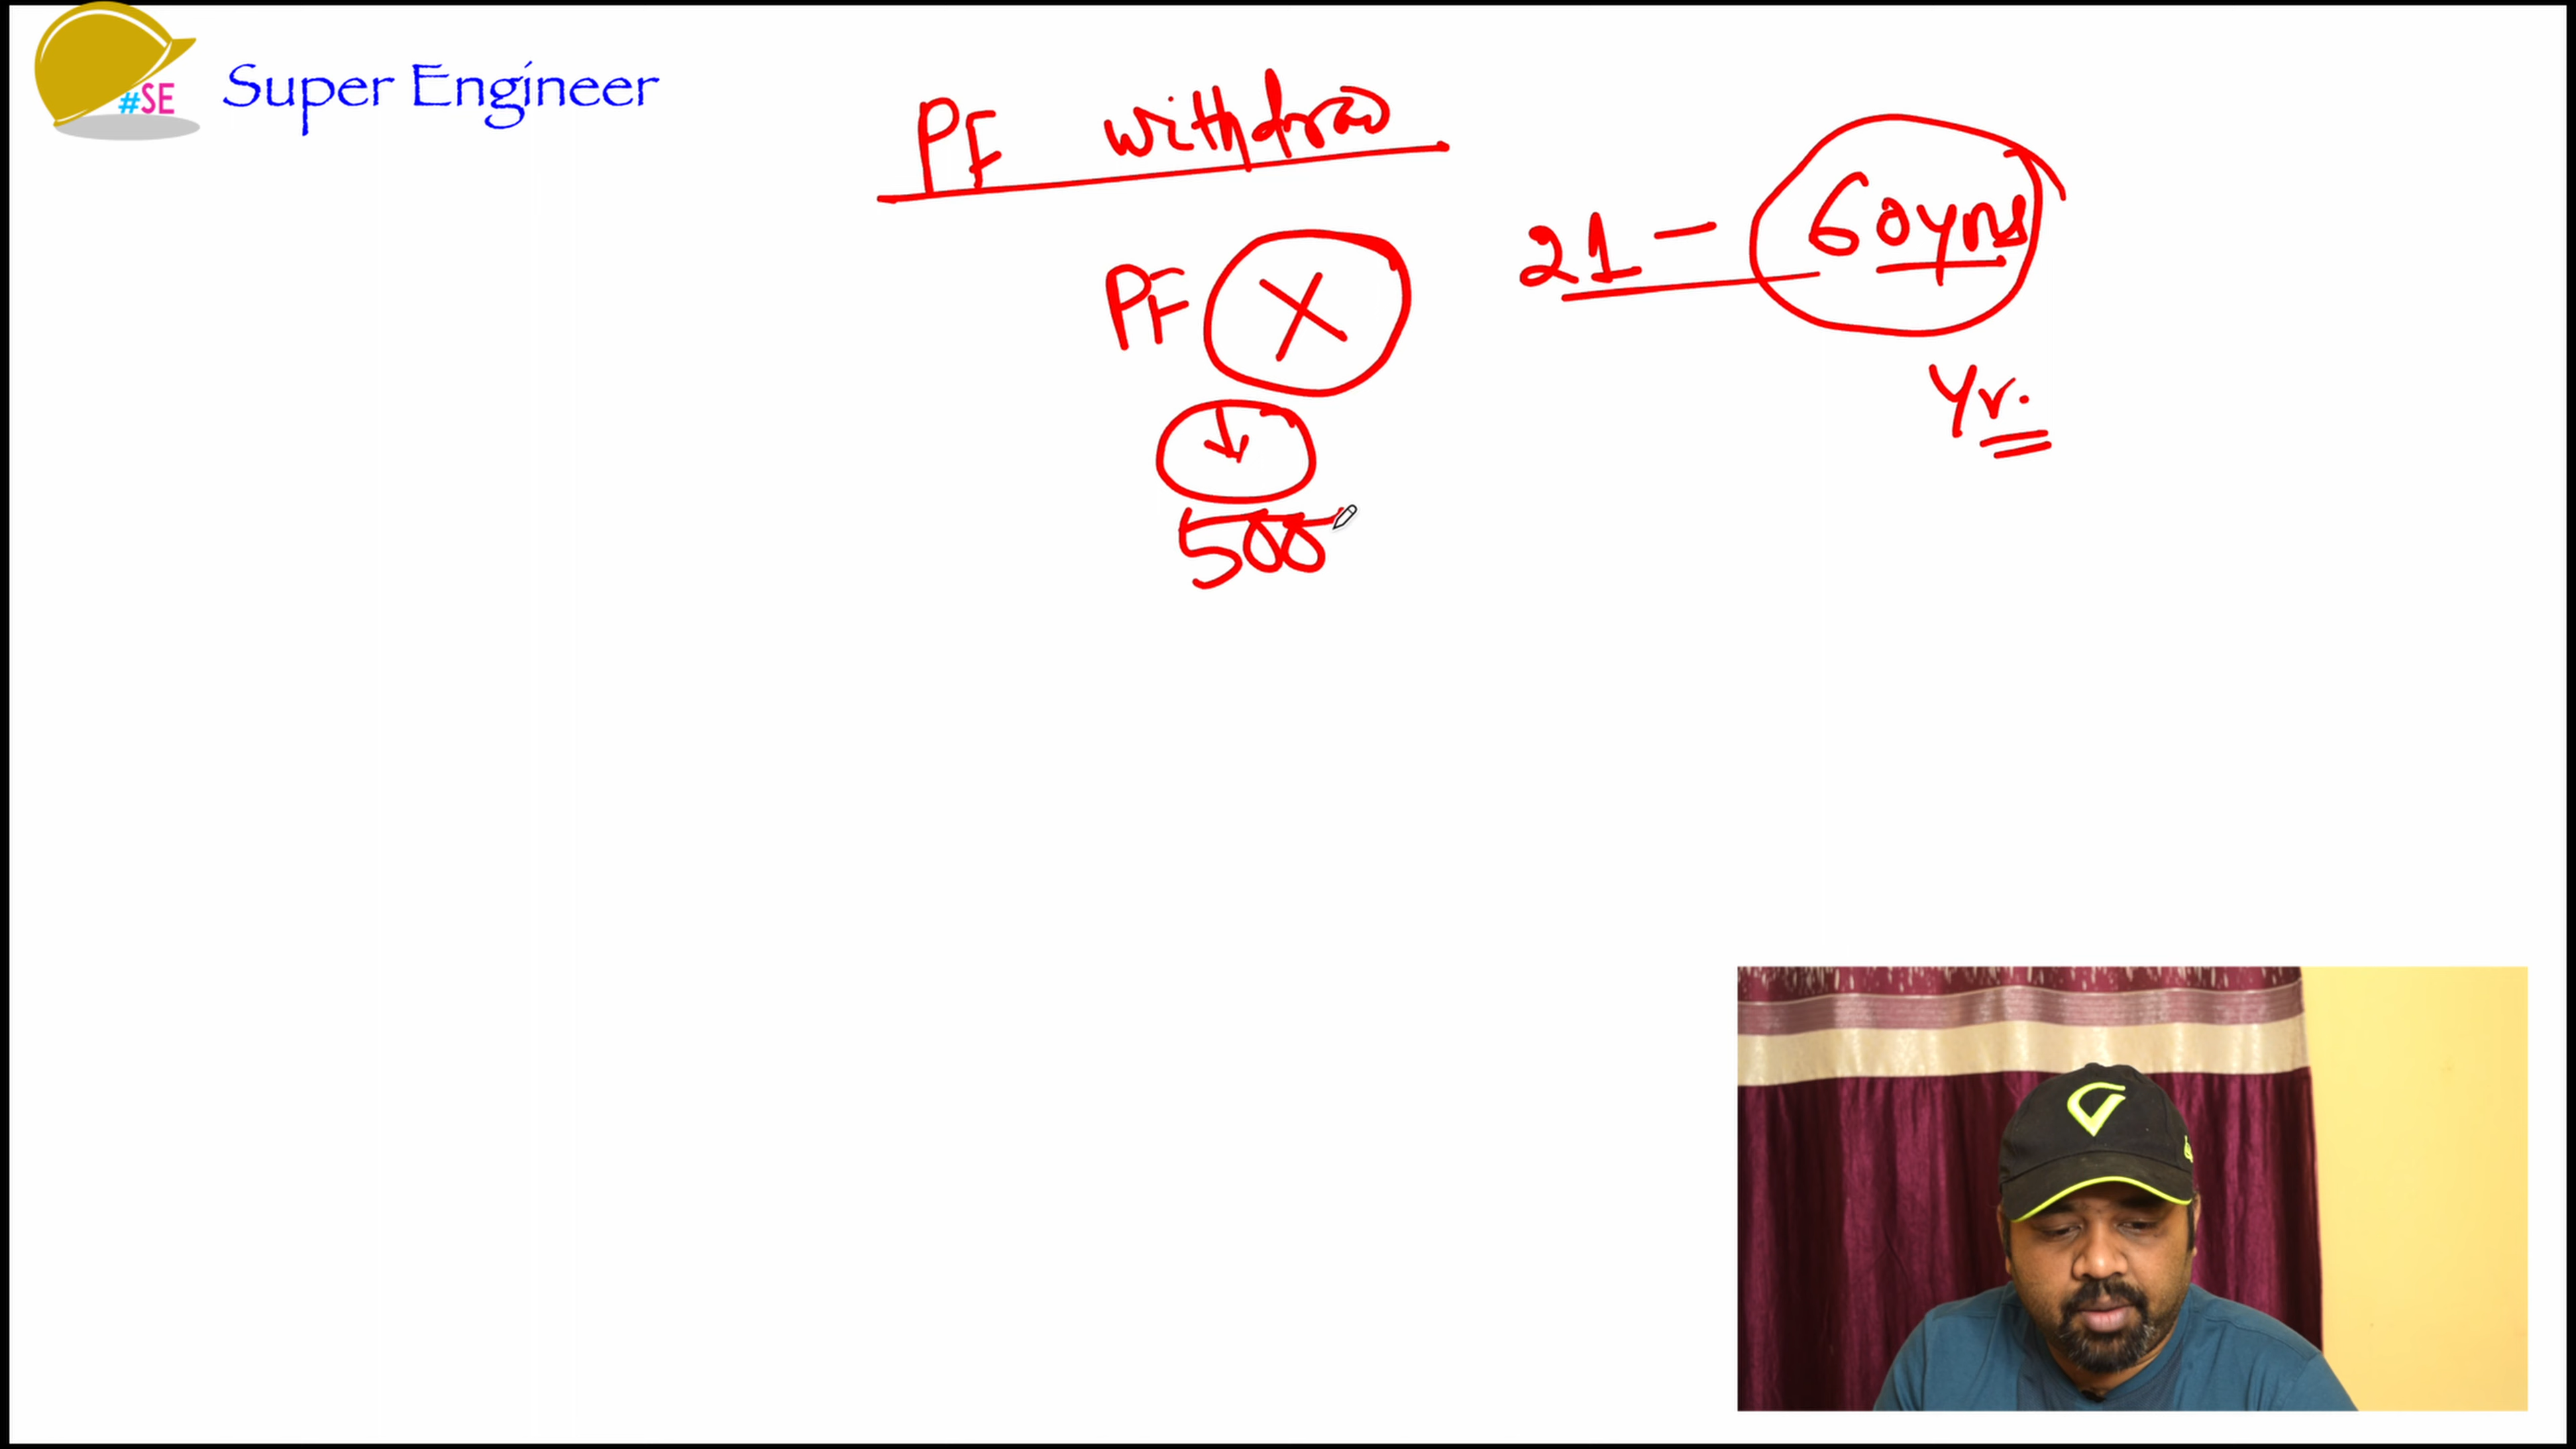 #SE Super Engineer
PF withdraw
21 - 60yrs
PF X
Yr.
500